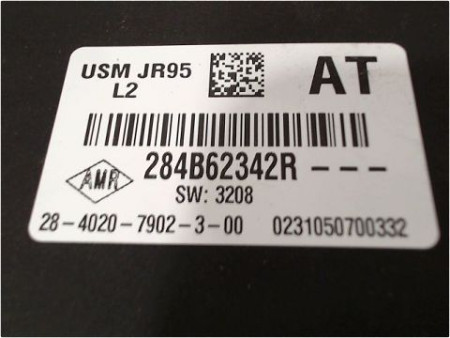 USM JR95 AT
L2
284B62342R---
AMR
SW: 3208
28-4020-7902-3-00 0231050700332